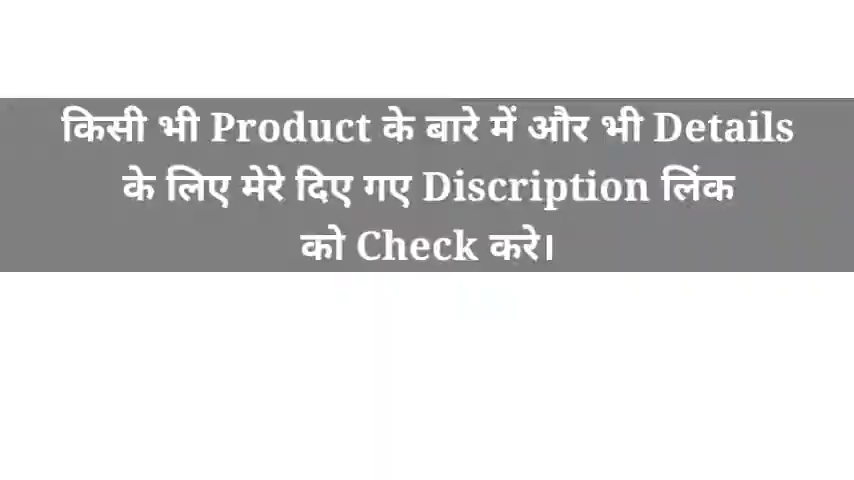 किसी भी Product के बारे में और भी Details
के लिए मेरे दिए गए Discription लिंक
को Check करे।